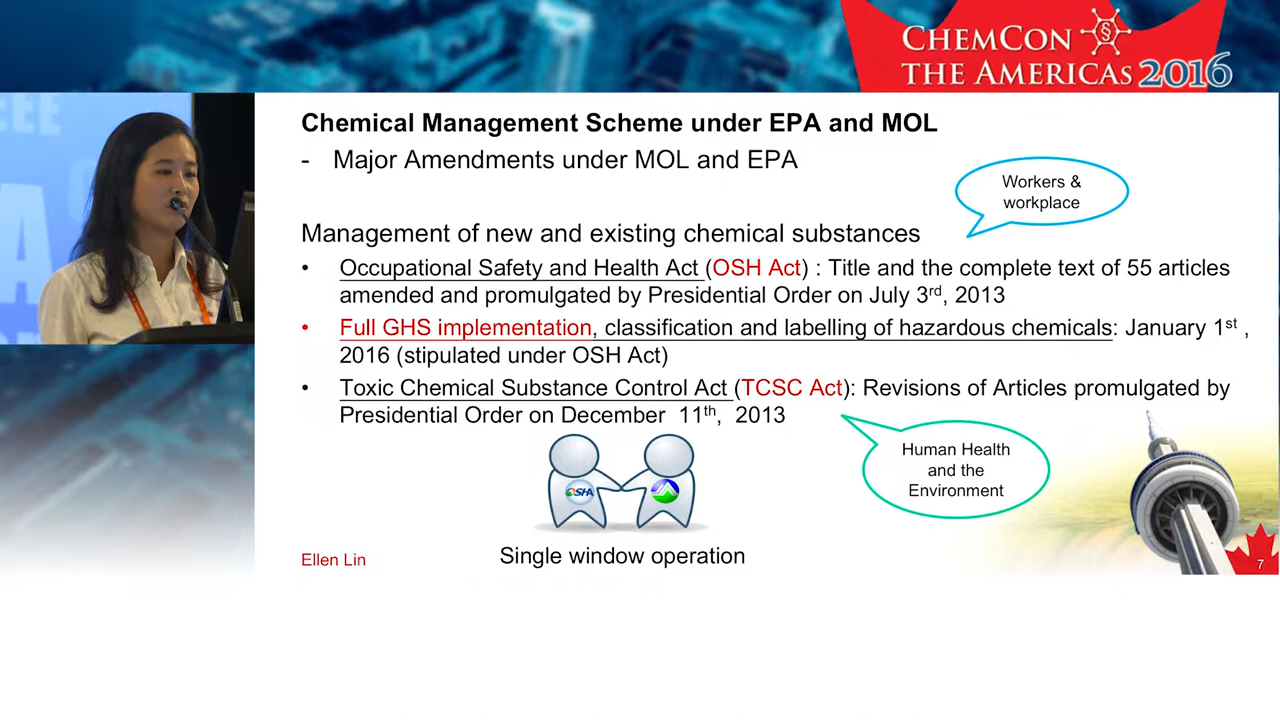 CHEMCON
THE AMERICAS 2016
Chemical Management Scheme under EPA and MOL
- Major Amendments under MOL and EPA
Workers &
workplace
Management of new and existing chemical substances
• Occupational Safety and Health Act (OSH Act) : Title and the complete text of 55 articles
amended and promulgated by Presidential Order on July 3rd, 2013
• Full GHS implementation, classification and labelling of hazardous chemicals: January 1st ,
2016 (stipulated under OSH Act)
• Toxic Chemical Substance Control Act (TCSC Act): Revisions of Articles promulgated by
Presidential Order on December 11th, 2013
Human Health
and the
Environment
OSHA
Single window operation
Ellen Lin
7